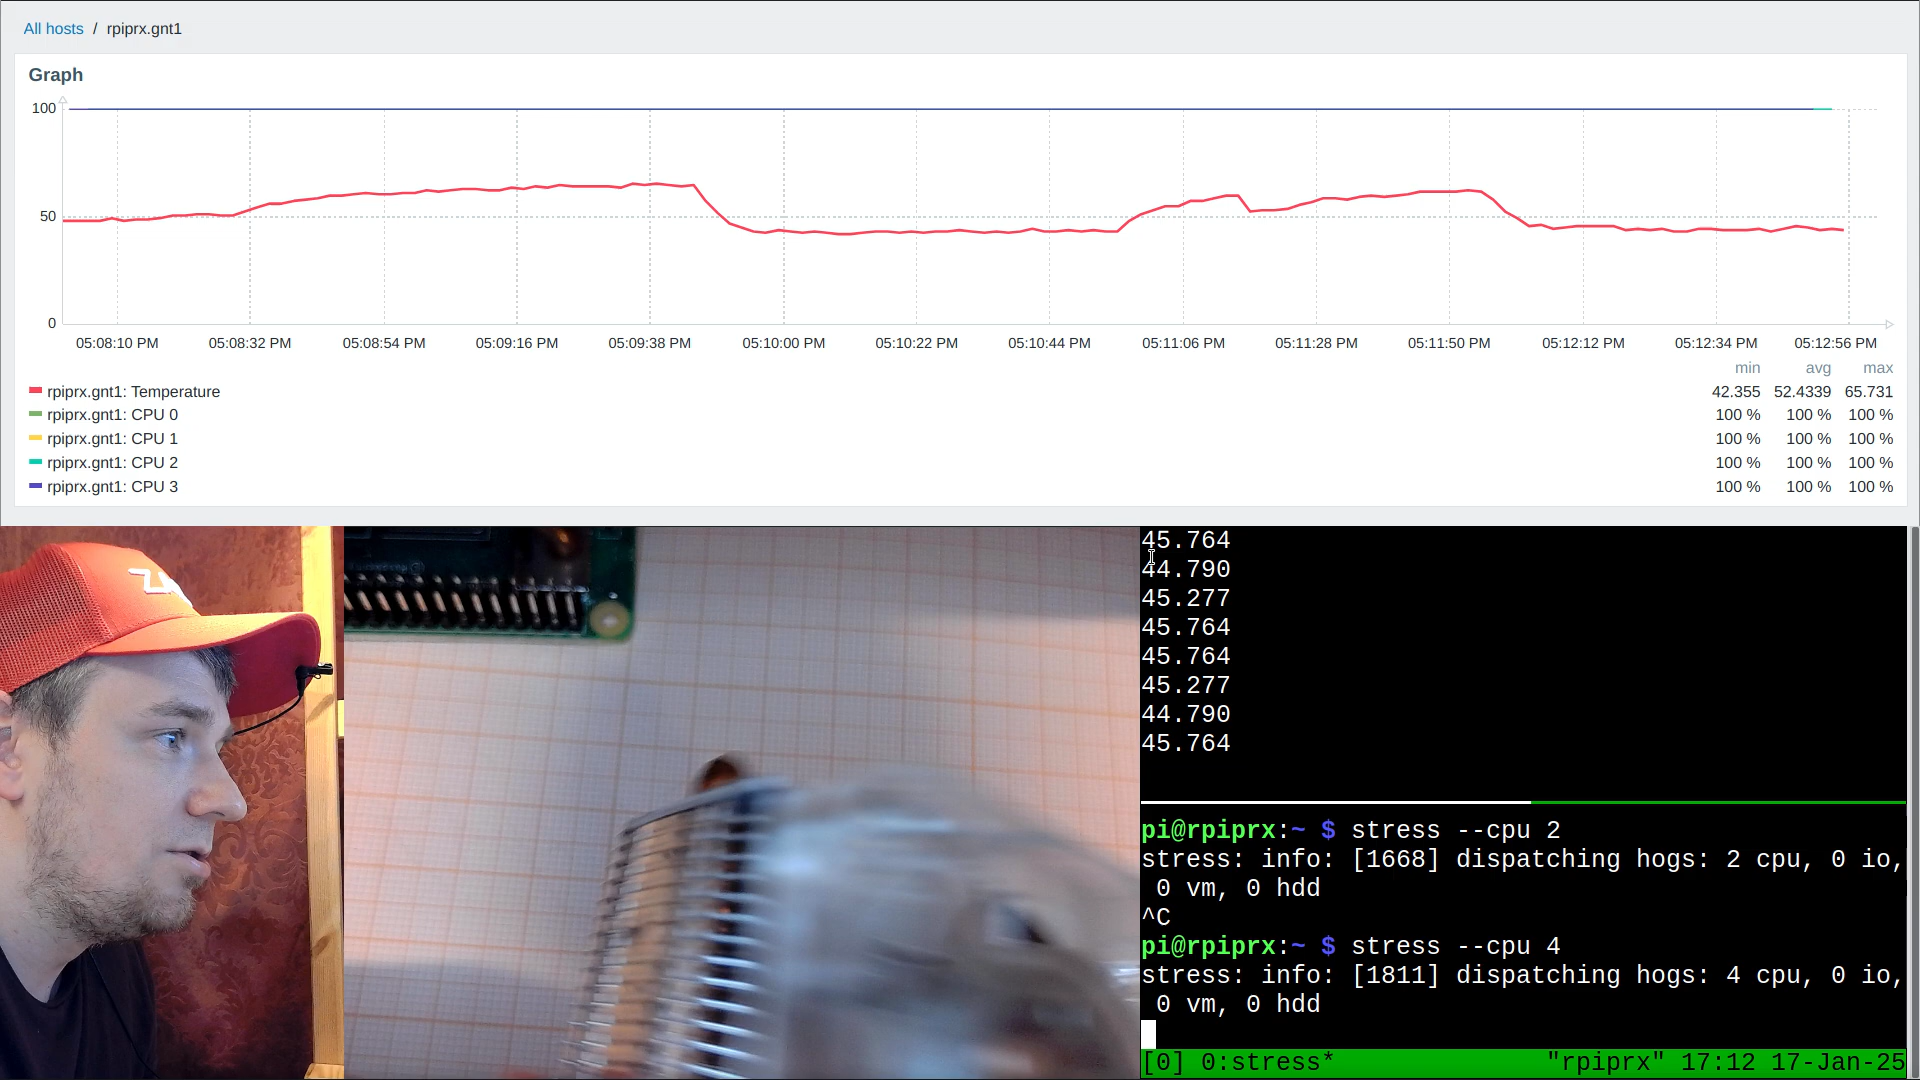 All hosts / rpiprx.gnt1
Graph
100
50
0
05:08:10 PM 05:08:32 PM 05:08:54 PM 05:09:16 PM 05:09:38 PM 05:10:00 PM 05:10:22 PM 05:10:44 PM 05:11:06 PM 05:11:28 PM 05:11:50 PM 05:12:12 PM 05:12:34 PM 05:12:56 PM
min avg max
rpiprx.gnt1: Temperature 42.355 52.4339 65.731
rpiprx.gnt1: CPU 0 100 % 100 % 100 %
rpiprx.gnt1: CPU 1 100 % 100 % 100 %
rpiprx.gnt1: CPU 2 100 % 100 % 100 %
rpiprx.gnt1: CPU 3 100 % 100 % 100 %
45.764
44.790
45.277
45.764
45.764
45.277
44.790
45.764
pi@rpiprx:~ $ stress --cpu 2
stress: info: [1668] dispatching hogs: 2 cpu, 0 io,
0 vm, 0 hdd
^C
pi@rpiprx:~ $ stress --cpu 4
stress: info: [1811] dispatching hogs: 4 cpu, 0 io,
0 vm, 0 hdd
[0] 0:stress* "rpiprx" 17:12 17-Jan-25